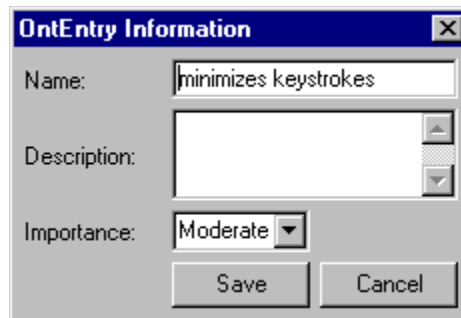 OntEntry Information
Name: minimizes keystrokes
Description:
Importance: Moderate
Save Cancel